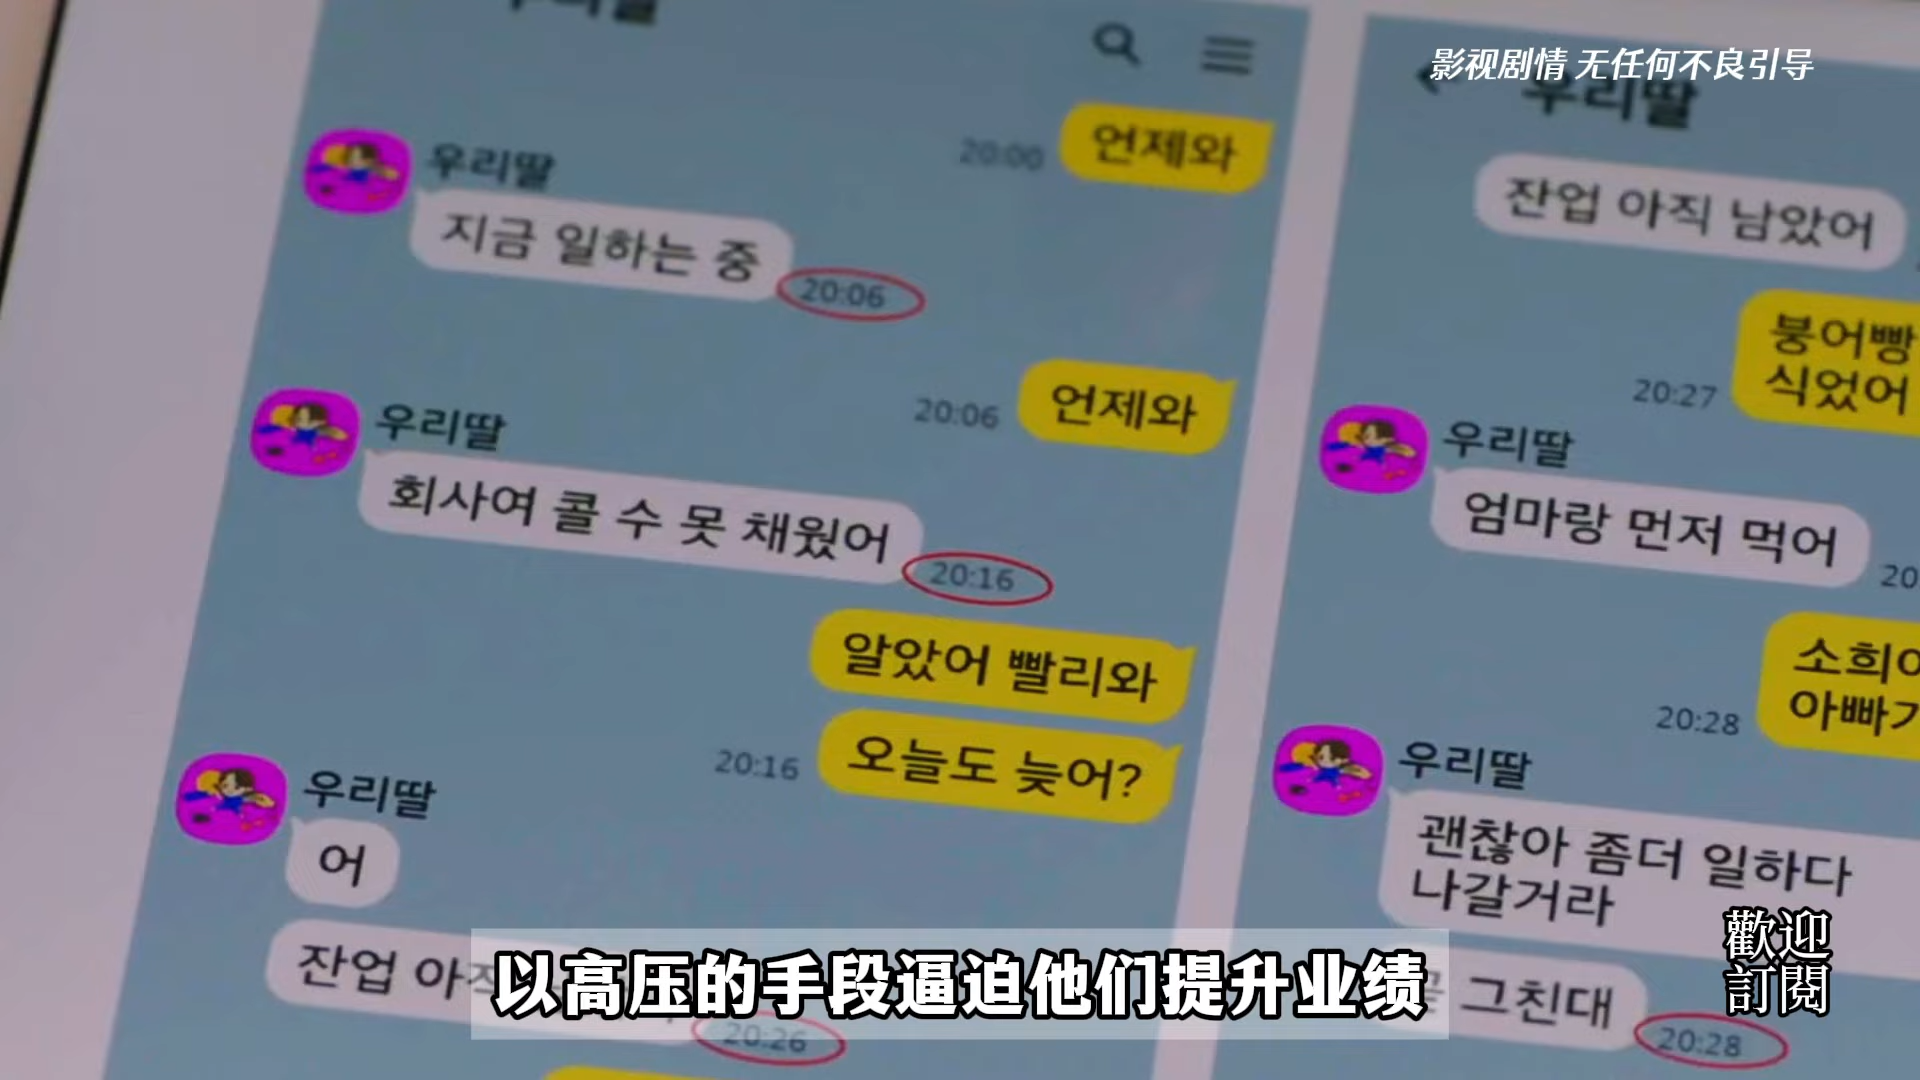 影视剧情 无任何不良引导
언제와
20:00
우리딸
지금 일하는 중
20:06
언제와
20:06
우리딸
회사여 콜 수 못 채웠어
20:16
알았어 빨리와
오늘도 늦어?
20:16
우리딸
어
잔업
20:26
우리딸
잔업 아직 남았어
붕어빵
식었어
20:27
우리딸
엄마랑 먼저 먹어
소희야
아빠가
20:28
우리딸
괜찮아 좀더 일하다
나갈거라
그친대
20:28
以高压的手段逼迫他们提升业绩
歡迎
訂閱